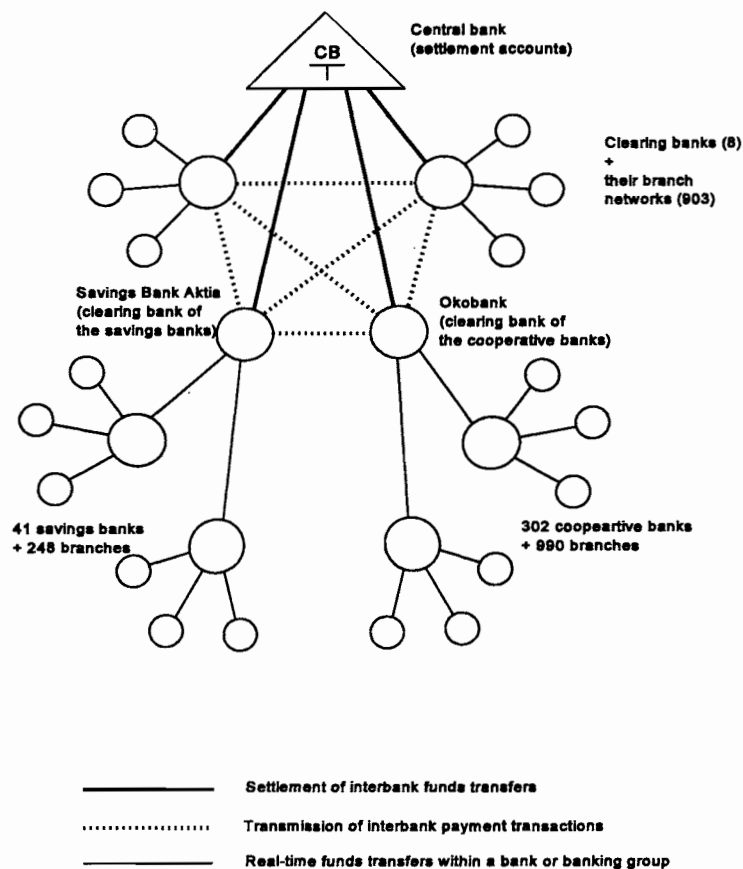 CB
Central bank
(settlement accounts)
Clearing banks (8)
+
their branch
networks (903)
Savings Bank Aktia
(clearing bank of
the savings banks)
Okobank
(clearing bank of
the cooperative banks)
41 savings banks
+ 248 branches
302 coopeartive banks
+ 990 branches
Settlement of interbank funds transfers
Transmission of interbank payment transactions
Real-time funds transfers within a bank or banking group